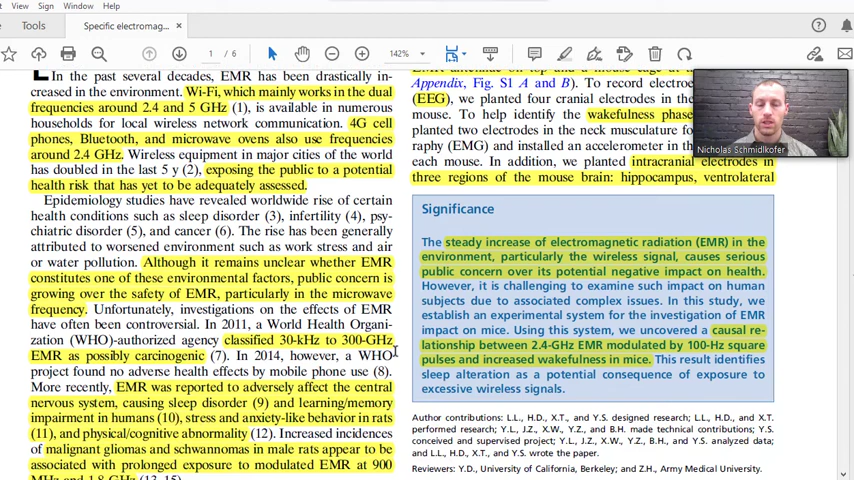 View Sign Window Help
Tools
Specific electromag... ×
1 / 6
142%
In the past several decades, EMR has been drastically in-
creased in the environment. Wi-Fi, which mainly works in the dual
frequencies around 2.4 and 5 GHz (1), is available in numerous
households for local wireless network communication. 4G cell
phones, Bluetooth, and microwave ovens also use frequencies
around 2.4 GHz. Wireless equipment in major cities of the world
has doubled in the last 5 y (2), exposing the public to a potential
health risk that has yet to be adequately assessed.
Epidemiology studies have revealed worldwide rise of certain
health conditions such as sleep disorder (3), infertility (4), psy-
chiatric disorder (5), and cancer (6). The rise has been generally
attributed to worsened environment such as work stress and air
or water pollution. Although it remains unclear whether EMR
constitutes one of these environmental factors, public concern is
growing over the safety of EMR, particularly in the microwave
frequency. Unfortunately, investigations on the effects of EMR
have often been controversial. In 2011, a World Health Organi-
zation (WHO)-authorized agency classified 30-kHz to 300-GHz
EMR as possibly carcinogenic (7). In 2014, however, a WHO
project found no adverse health effects by mobile phone use (8).
More recently, EMR was reported to adversely affect the central
nervous system, causing sleep disorder (9) and learning/memory
impairment in humans (10), stress and anxiety-like behavior in rats
(11), and physical/cognitive abnormality (12). Increased incidences
of malignant gliomas and schwannomas in male rats appear to be
associated with prolonged exposure to modulated EMR at 900
MHz and 1.8 GHz (13–15).
EMR antennae on top and a mouse cage at
Appendix, Fig. S1 A and B). To record electro
(EEG), we planted four cranial electrodes in the
mouse. To help identify the wakefulness phase
planted two electrodes in the neck musculature fo
raphy (EMG) and installed an accelerometer in the
each mouse. In addition, we planted intracranial electrodes in
three regions of the mouse brain: hippocampus, ventrolateral
Significance
The steady increase of electromagnetic radiation (EMR) in the
environment, particularly the wireless signal, causes serious
public concern over its potential negative impact on health.
However, it is challenging to examine such impact on human
subjects due to associated complex issues. In this study, we
establish an experimental system for the investigation of EMR
impact on mice. Using this system, we uncovered a causal re-
lationship between 2.4-GHz EMR modulated by 100-Hz square
pulses and increased wakefulness in mice. This result identifies
sleep alteration as a potential consequence of exposure to
excessive wireless signals.
Author contributions: L.L., H.D., X.T., and Y.S. designed research; L.L., H.D., and X.T.
performed research; Y.L., J.Z., X.W., Y.Z., and B.H. made technical contributions; Y.S.
conceived and supervised project; Y.L., J.Z., X.W., Y.Z., B.H., and Y.S. analyzed data;
and L.L., H.D., and Y.S. wrote the paper.
Reviewers: Y.D., University of California, Berkeley; and Z.H., Army Medical University.
Nicholas Schmidlkofer